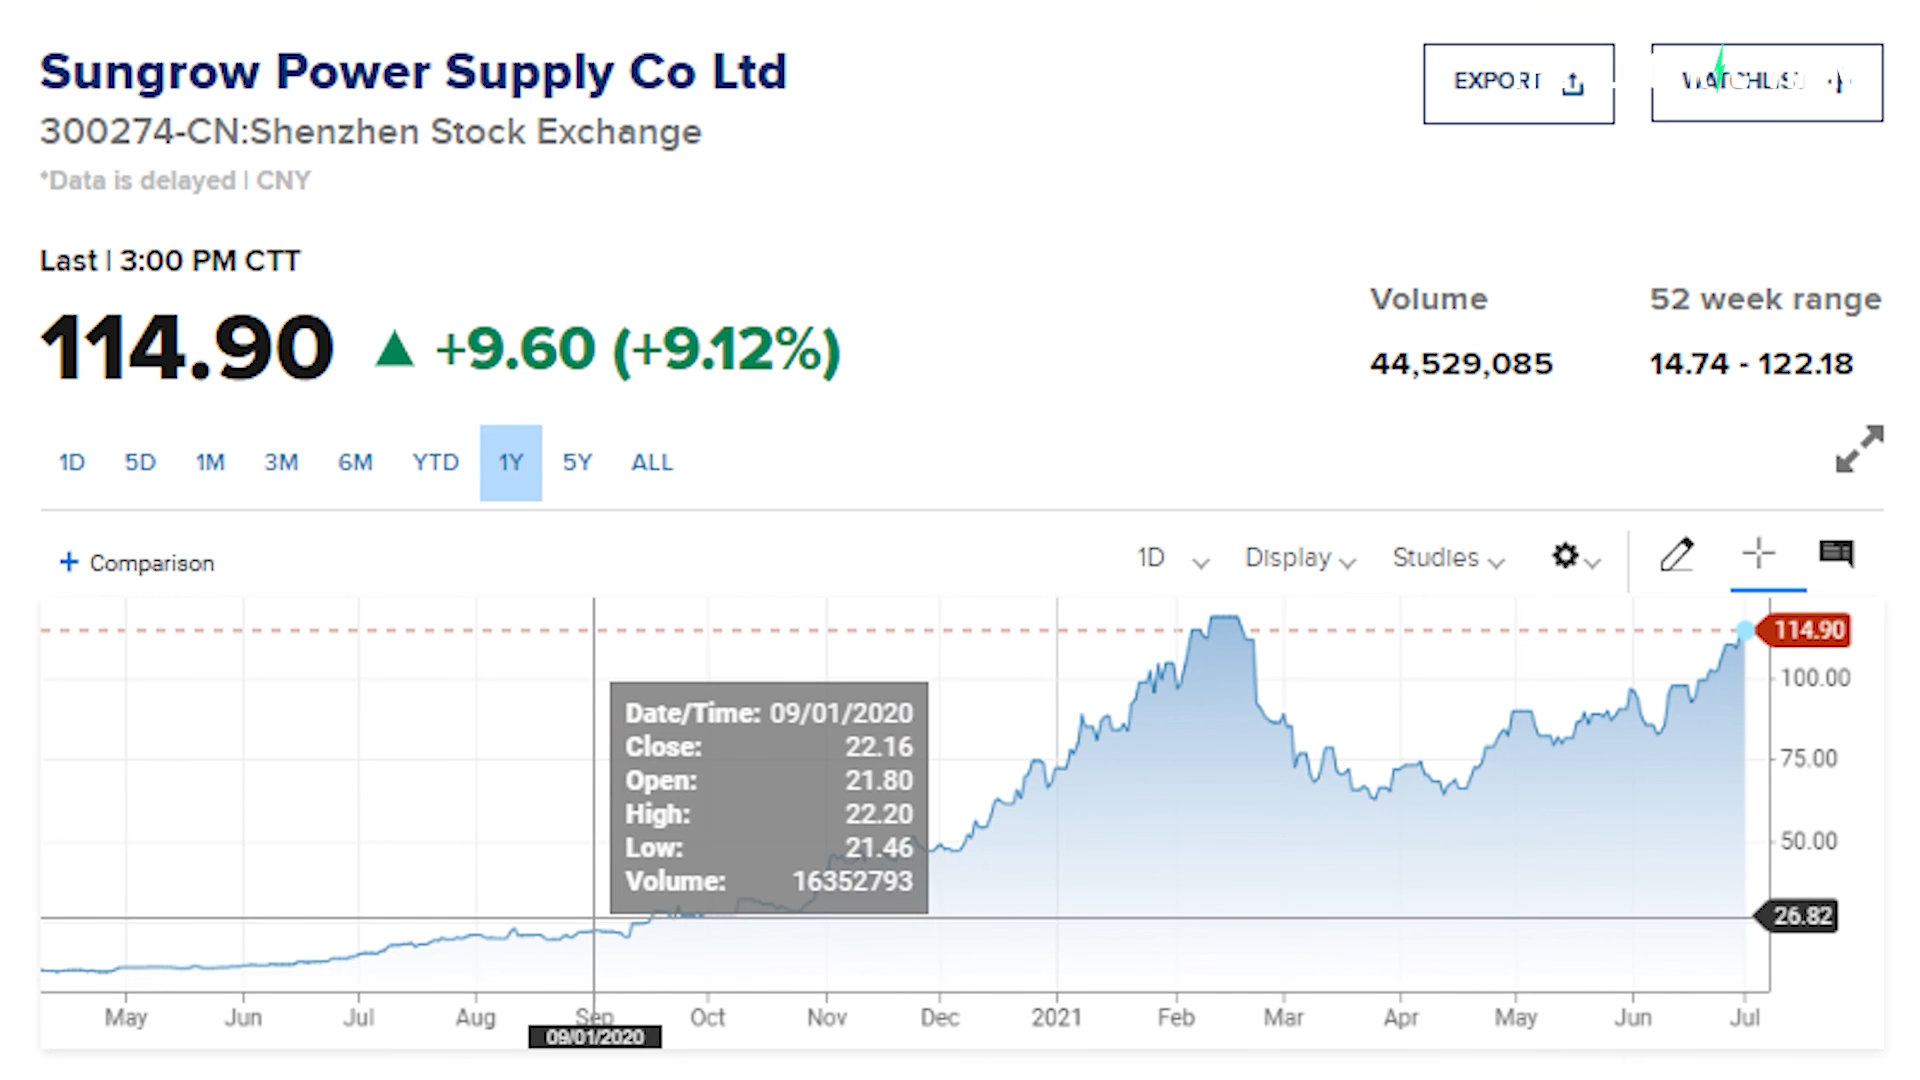 Sungrow Power Supply Co Ltd
EXPORT
WATCHLIST
300274-CN:Shenzhen Stock Exchange
*Data is delayed | CNY
Last | 3:00 PM CTT
114.90 ▲ +9.60 (+9.12%)
Volume
52 week range
44,529,085
14.74 - 122.18
1D 5D 1M 3M 6M YTD 1Y 5Y ALL
+ Comparison
1D Display Studies
114.90
100.00
75.00
50.00
26.82
Date/Time: 09/01/2020
Close: 22.16
Open: 21.80
High: 22.20
Low: 21.46
Volume: 16352793
May Jun Jul Aug Sep Oct Nov Dec 2021 Feb Mar Apr May Jun Jul
09/01/2020